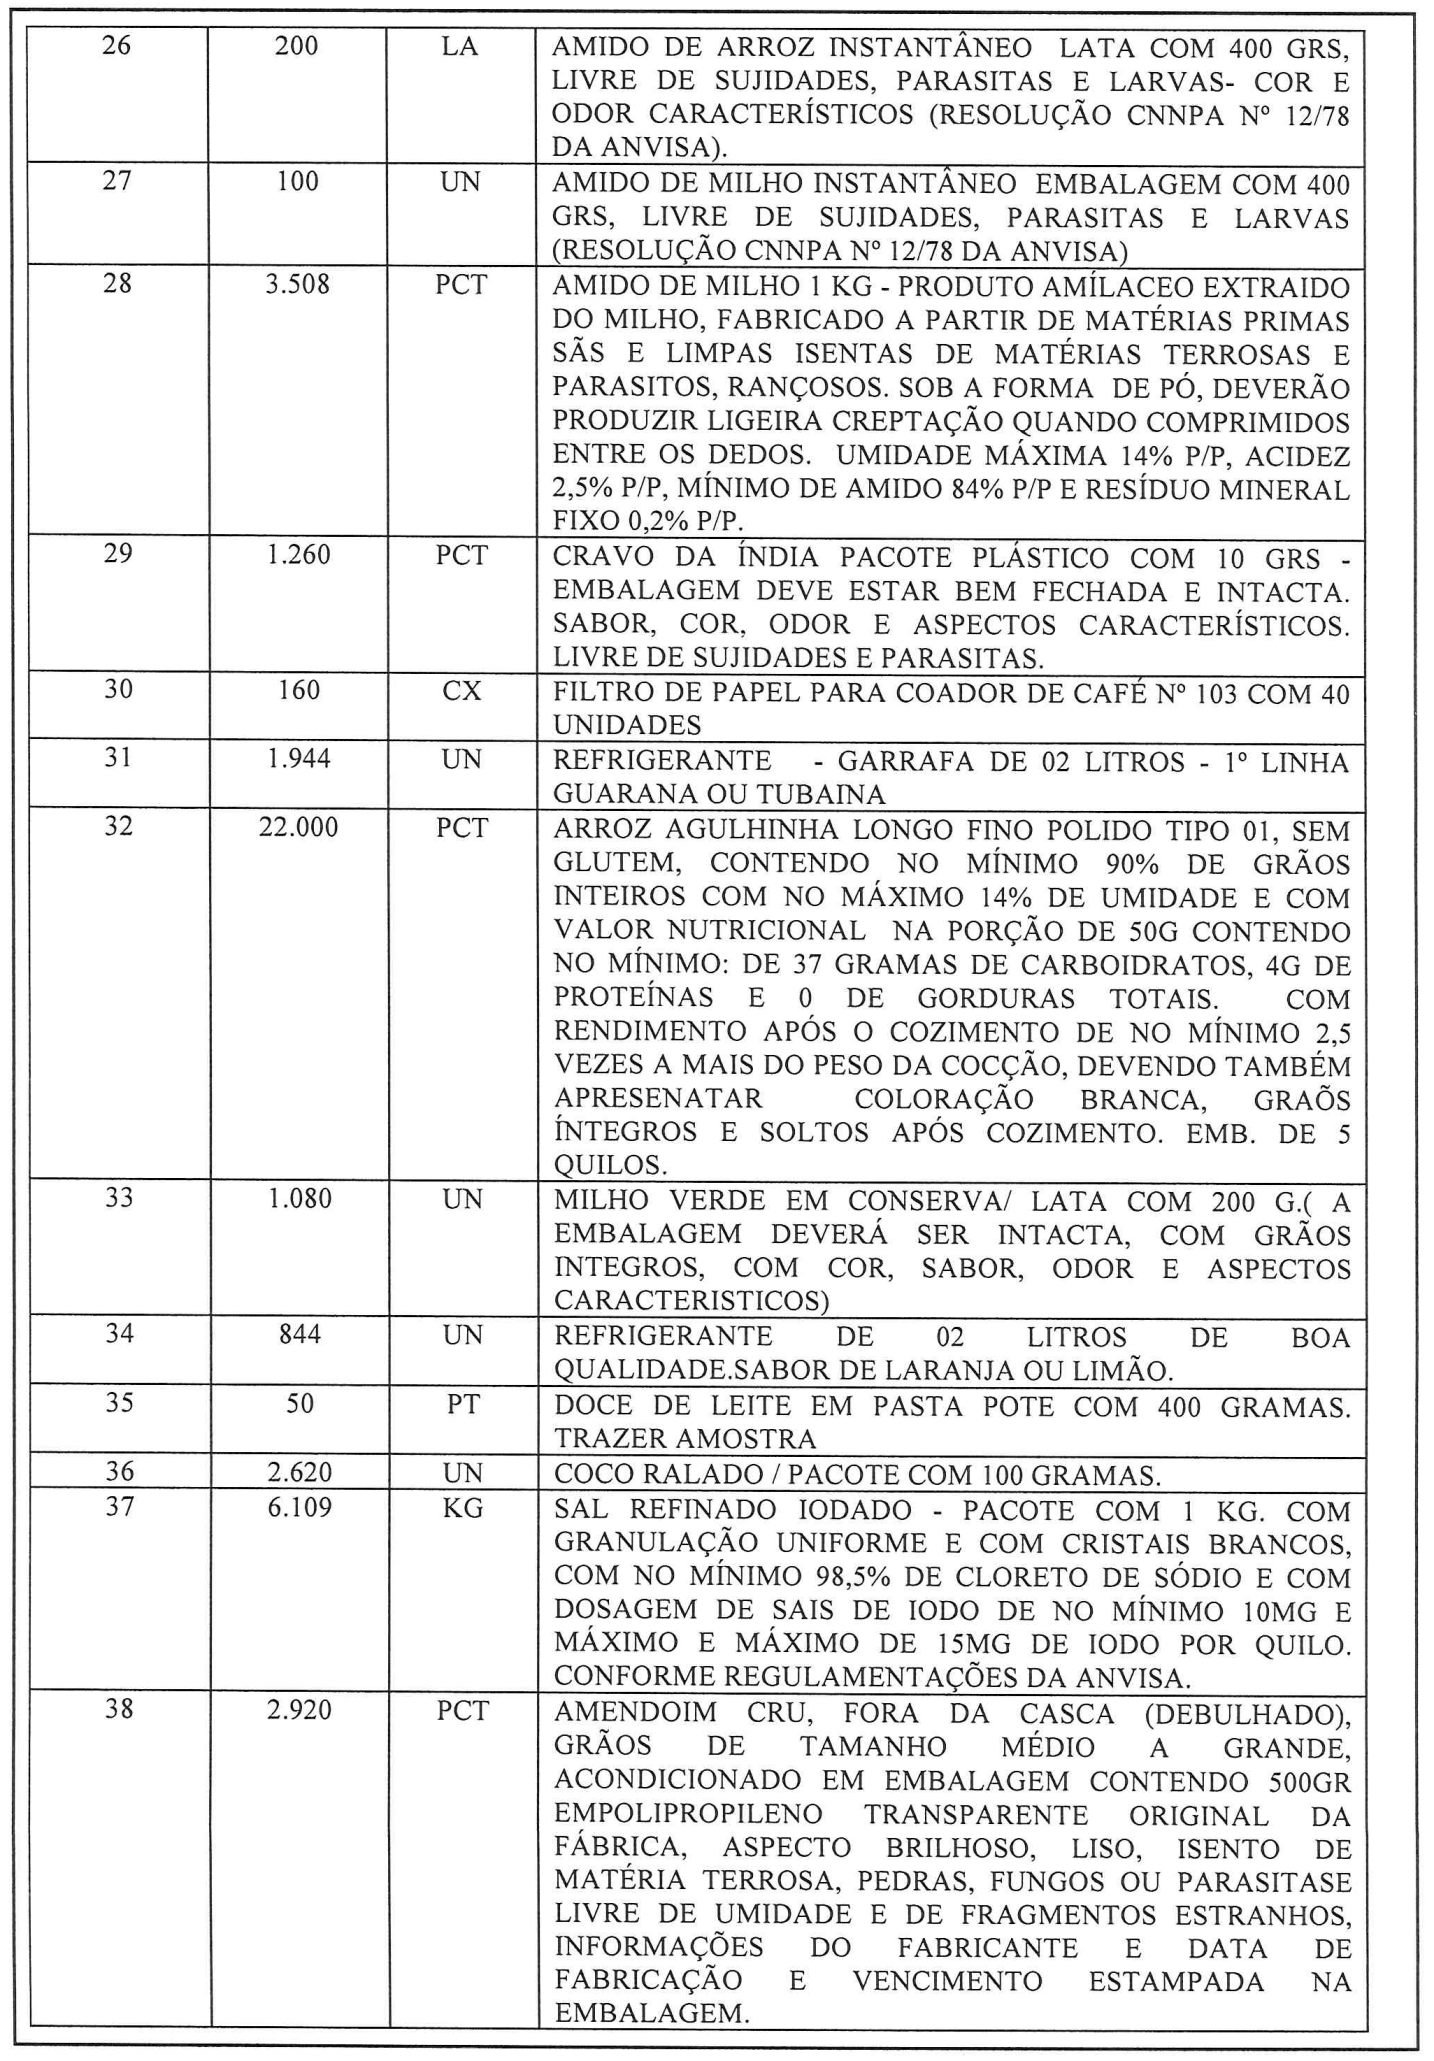 26 200 LA AMIDO DE ARROZ INSTANTÂNEO LATA COM 400 GRS,
LIVRE DE SUJIDADES, PARASITAS E LARVAS- COR E
ODOR CARACTERÍSTICOS (RESOLUÇÃO CNNPA Nº 12/78
DA ANVISA).
27 100 UN AMIDO DE MILHO INSTANTÂNEO EMBALAGEM COM 400
GRS, LIVRE DE SUJIDADES, PARASITAS E LARVAS
(RESOLUÇÃO CNNPA Nº 12/78 DA ANVISA)
28 3.508 PCT AMIDO DE MILHO 1 KG - PRODUTO AMÍLACEO EXTRAIDO
DO MILHO, FABRICADO A PARTIR DE MATÉRIAS PRIMAS
SÃS E LIMPAS ISENTAS DE MATÉRIAS TERROSAS E
PARASITOS, RANÇOSOS. SOB A FORMA DE PÓ, DEVERÃO
PRODUZIR LIGEIRA CREPTAÇÃO QUANDO COMPRIMIDOS
ENTRE OS DEDOS. UMIDADE MÁXIMA 14% P/P, ACIDEZ
2,5% P/P, MÍNIMO DE AMIDO 84% P/P E RESÍDUO MINERAL
FIXO 0,2% P/P.
29 1.260 PCT CRAVO DA ÍNDIA PACOTE PLÁSTICO COM 10 GRS -
EMBALAGEM DEVE ESTAR BEM FECHADA E INTACTA.
SABOR, COR, ODOR E ASPECTOS CARACTERÍSTICOS.
LIVRE DE SUJIDADES E PARASITAS.
30 160 CX FILTRO DE PAPEL PARA COADOR DE CAFÉ Nº 103 COM 40
UNIDADES
31 1.944 UN REFRIGERANTE - GARRAFA DE 02 LITROS - 1º LINHA
GUARANA OU TUBAINA
32 22.000 PCT ARROZ AGULHINHA LONGO FINO POLIDO TIPO 01, SEM
GLUTEM, CONTENDO NO MÍNIMO 90% DE GRÃOS
INTEIROS COM NO MÁXIMO 14% DE UMIDADE E COM
VALOR NUTRICIONAL NA PORÇÃO DE 50G CONTENDO
NO MÍNIMO: DE 37 GRAMAS DE CARBOIDRATOS, 4G DE
PROTEÍNAS E 0 DE GORDURAS TOTAIS. COM
RENDIMENTO APÓS O COZIMENTO DE NO MÍNIMO 2,5
VEZES A MAIS DO PESO DA COCÇÃO, DEVENDO TAMBÉM
APRESENATAR COLORAÇÃO BRANCA, GRAÕS
ÍNTEGROS E SOLTOS APÓS COZIMENTO. EMB. DE 5
QUILOS.
33 1.080 UN MILHO VERDE EM CONSERVA/ LATA COM 200 G.( A
EMBALAGEM DEVERÁ SER INTACTA, COM GRÃOS
INTEGROS, COM COR, SABOR, ODOR E ASPECTOS
CARACTERISTICOS)
34 844 UN REFRIGERANTE DE 02 LITROS DE BOA
QUALIDADE.SABOR DE LARANJA OU LIMÃO.
35 50 PT DOCE DE LEITE EM PASTA POTE COM 400 GRAMAS.
TRAZER AMOSTRA
36 2.620 UN COCO RALADO / PACOTE COM 100 GRAMAS.
37 6.109 KG SAL REFINADO IODADO - PACOTE COM 1 KG. COM
GRANULAÇÃO UNIFORME E COM CRISTAIS BRANCOS,
COM NO MÍNIMO 98,5% DE CLORETO DE SÓDIO E COM
DOSAGEM DE SAIS DE IODO DE NO MÍNIMO 10MG E
MÁXIMO E MÁXIMO DE 15MG DE IODO POR QUILO.
CONFORME REGULAMENTAÇÕES DA ANVISA.
38 2.920 PCT AMENDOIM CRU, FORA DA CASCA (DEBULHADO),
GRÃOS DE TAMANHO MÉDIO A GRANDE,
ACONDICIONADO EM EMBALAGEM CONTENDO 500GR
EMPOLIPROPILENO TRANSPARENTE ORIGINAL DA
FÁBRICA, ASPECTO BRILHOSO, LISO, ISENTO DE
MATÉRIA TERROSA, PEDRAS, FUNGOS OU PARASITASE
LIVRE DE UMIDADE E DE FRAGMENTOS ESTRANHOS,
INFORMAÇÕES DO FABRICANTE E DATA DE
FABRICAÇÃO E VENCIMENTO ESTAMPADA NA
EMBALAGEM.